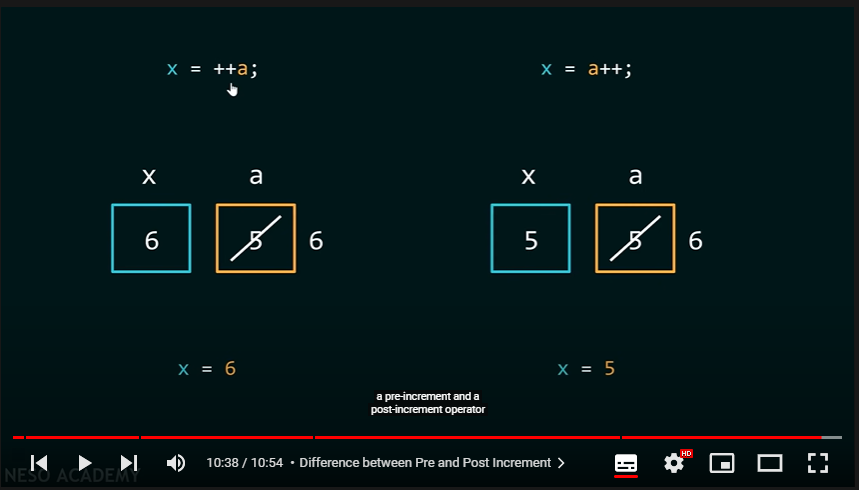 x = ++a;
x = a++;
x a
x a
6 5 6
5 5 6
x = 6
x = 5
a pre-increment and a
post-increment operator
10:38 / 10:54 • Difference between Pre and Post Increment
HD
NESO ACADEMY